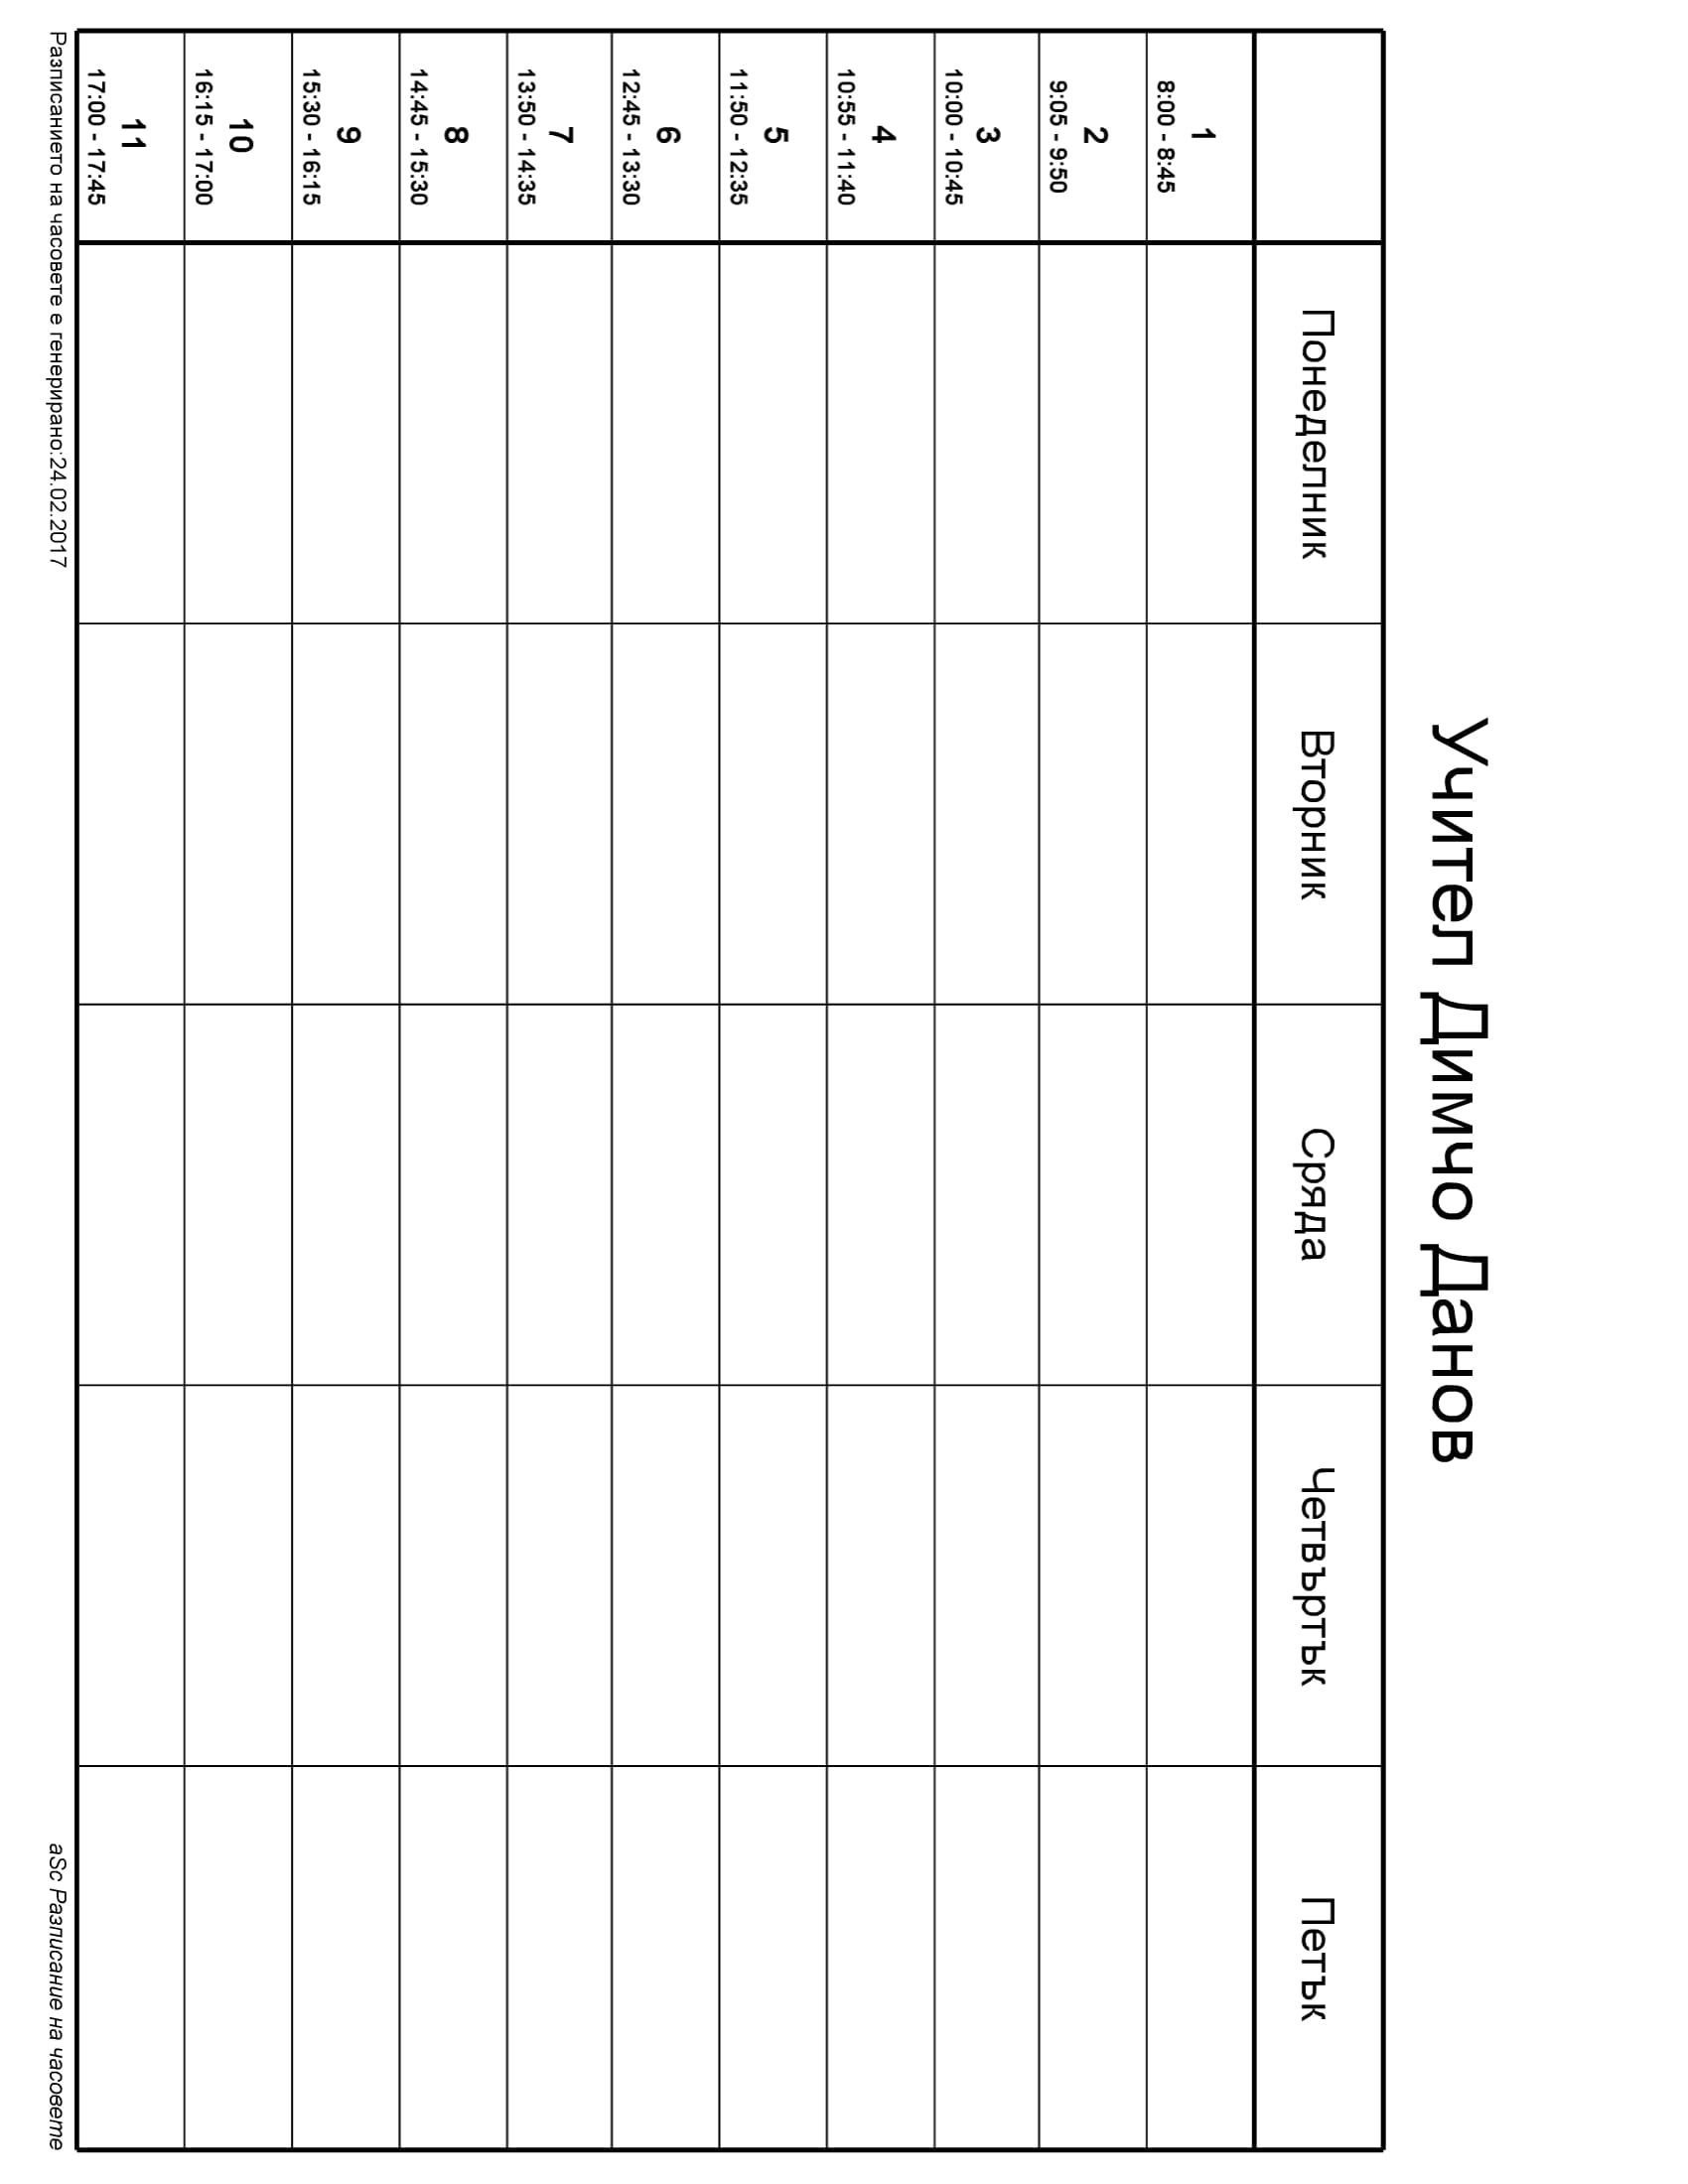 Учител Димчо Данов
Понеделник Вторник Сряда Четвъртък Петък
1
8:00 - 8:45
2
9:05 - 9:50
3
10:00 - 10:45
4
10:55 - 11:40
5
11:50 - 12:35
6
12:45 - 13:30
7
13:50 - 14:35
8
14:45 - 15:30
9
15:30 - 16:15
10
16:15 - 17:00
11
17:00 - 17:45
Разписанието на часовете е генерирано:24.02.2017
aSc Разписание на часовете